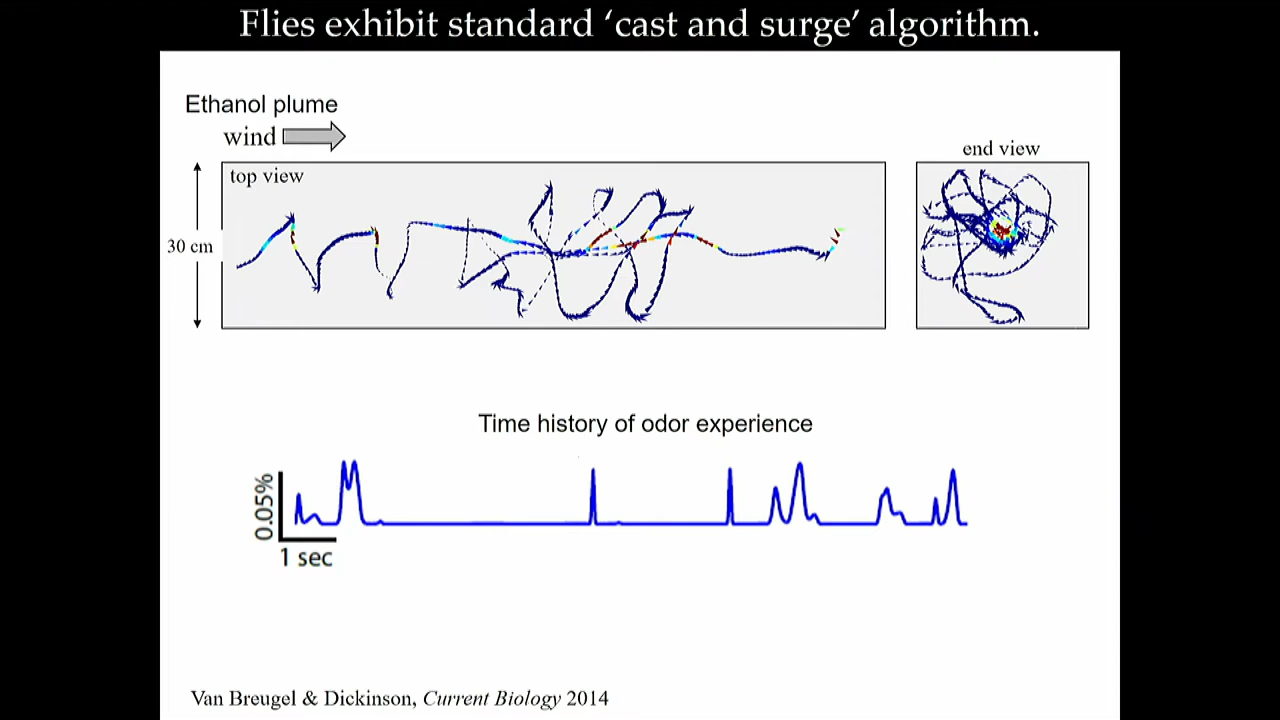 Flies exhibit standard ‘cast and surge’ algorithm.
Ethanol plume
wind
end view
top view
30 cm
Time history of odor experience
0.05%
1 sec
Van Breugel & Dickinson, Current Biology 2014